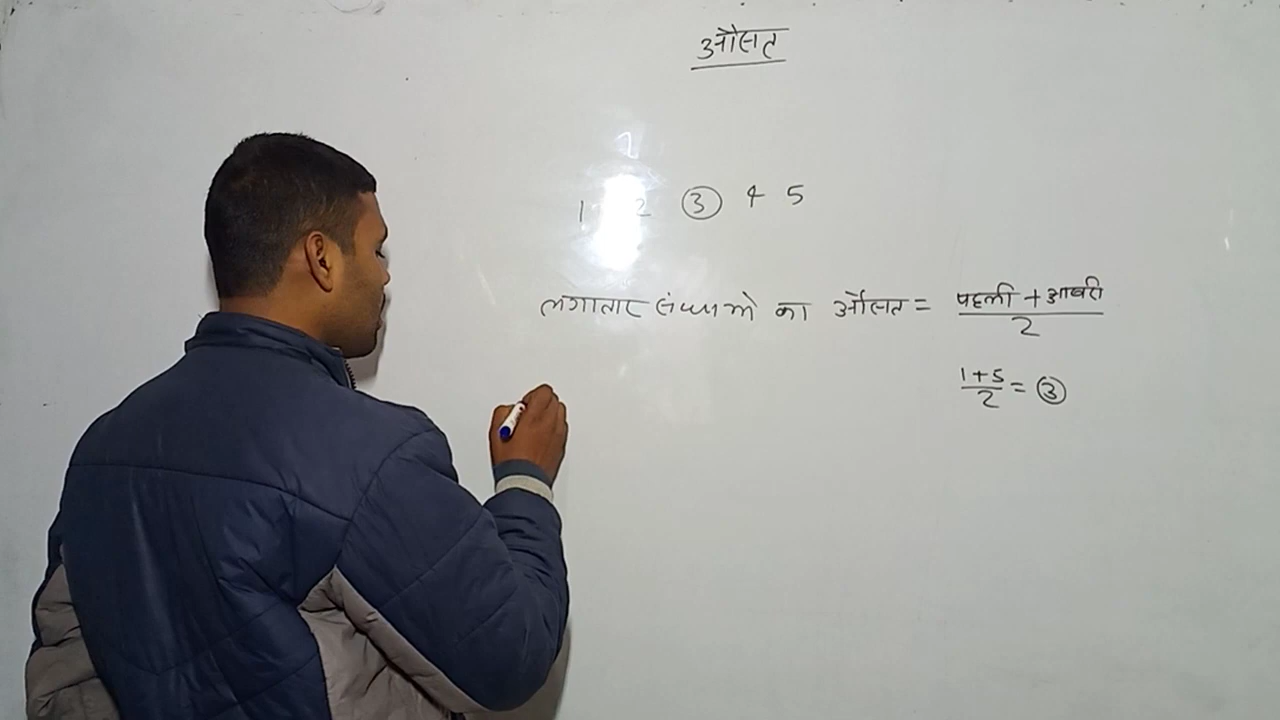 औसत
1 2 ③ 4 5
लगातार संख्याओ का औसत = पहली + आखरी / 2
1+5 / 2 = ③